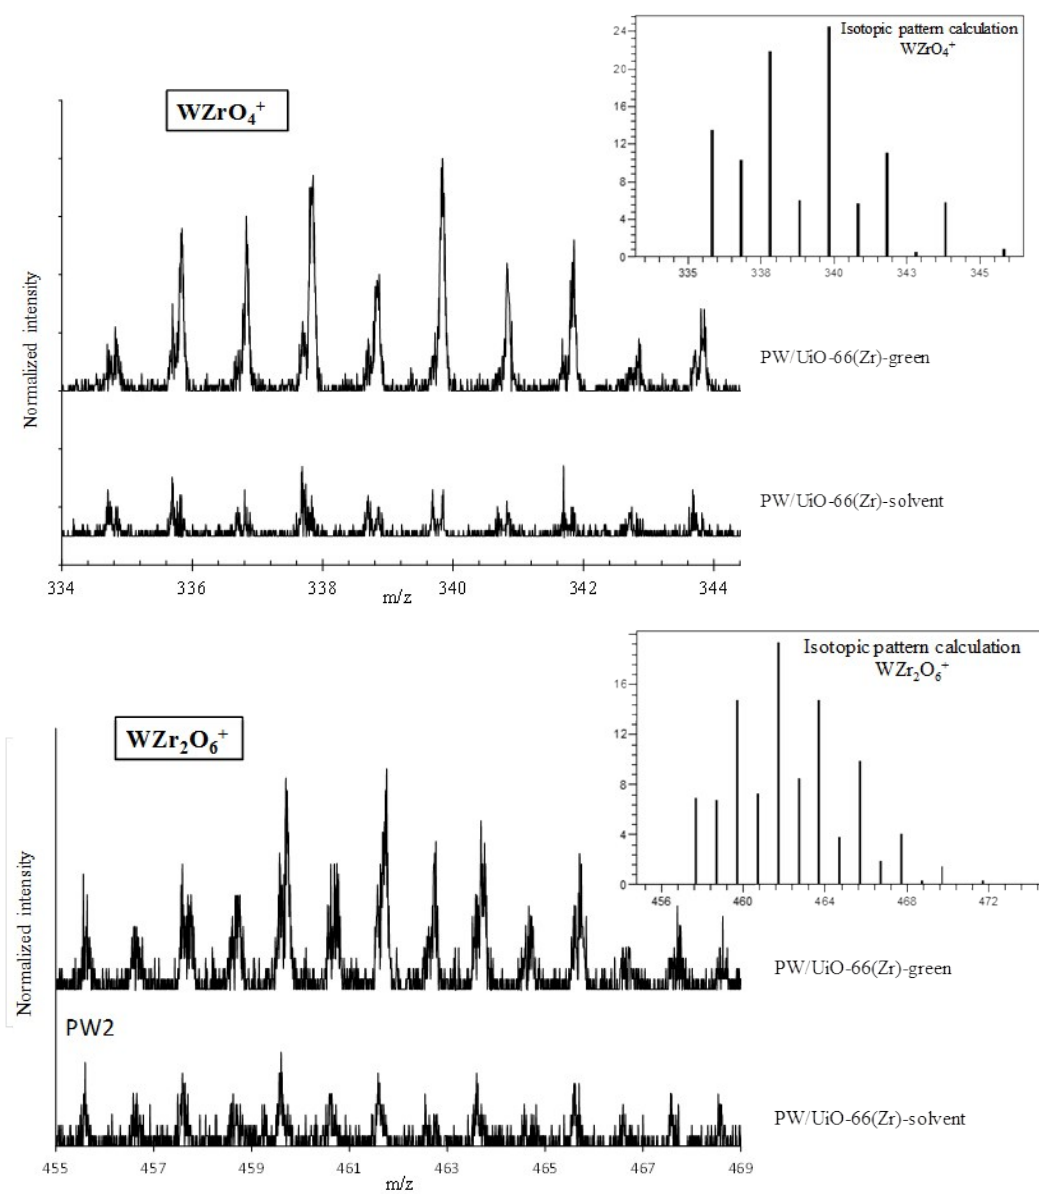 Isotopic pattern calculation
WZrO₄⁺
24
20
16
12
8
4
0
335 338 340 343 345
WZrO₄⁺
Normalized intensity
PW/UiO-66(Zr)-green
PW/UiO-66(Zr)-solvent
334 336 338 340 342 344
m/z
Isotopic pattern calculation
WZr₂O₆⁺
16
12
8
4
0
456 460 464 468 472
WZr₂O₆⁺
Normalized intensity
PW/UiO-66(Zr)-green
PW2
PW/UiO-66(Zr)-solvent
455 457 459 461 463 465 467 469
m/z